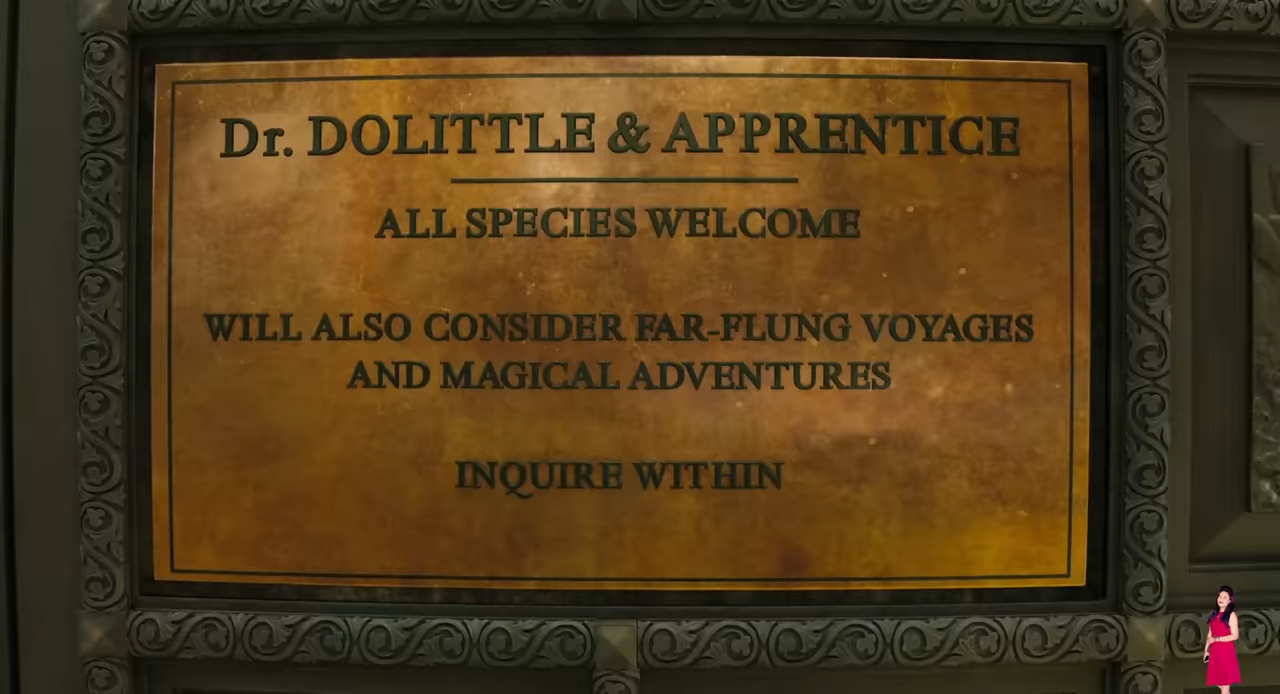 Dr. DOLITTLE & APPRENTICE
ALL SPECIES WELCOME
WILL ALSO CONSIDER FAR-FLUNG VOYAGES
AND MAGICAL ADVENTURES
INQUIRE WITHIN